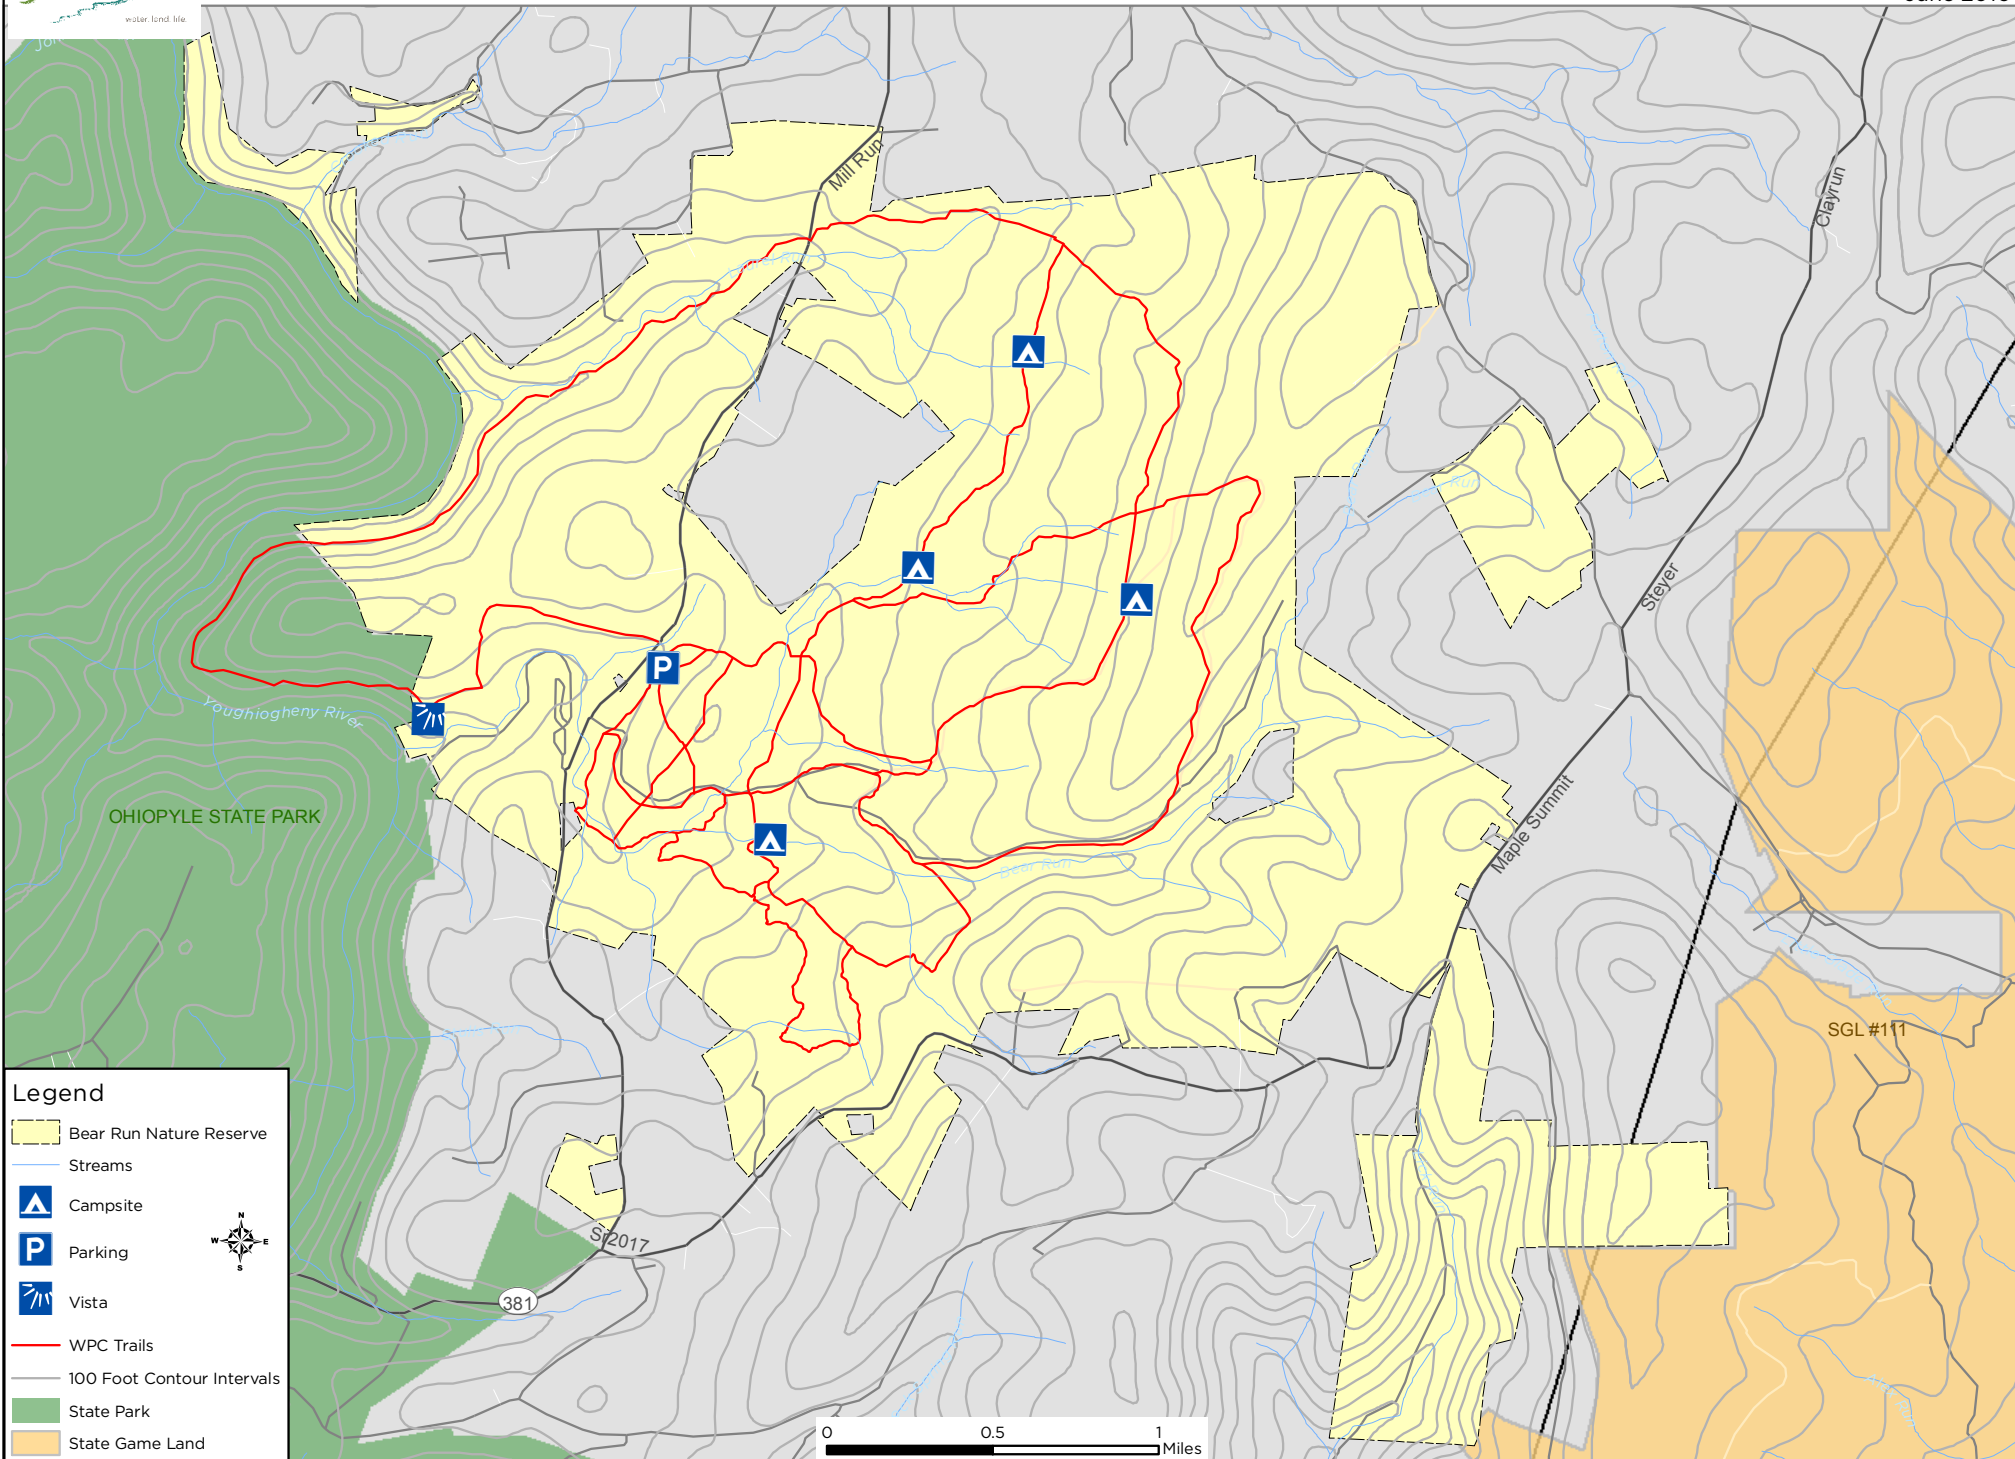 water, land, life.
Mill Run
Clayrun
Run
Steyer
Youghiogheny River
OHIOPYLE STATE PARK
Maple Summit
Bear Run
SGL #111
Legend
Bear Run Nature Reserve
Streams
Campsite
P
Parking
N
W
E
S
Vista
WPC Trails
100 Foot Contour Intervals
State Park
State Game Land
Sr2017
381
0
0.5
1
Miles